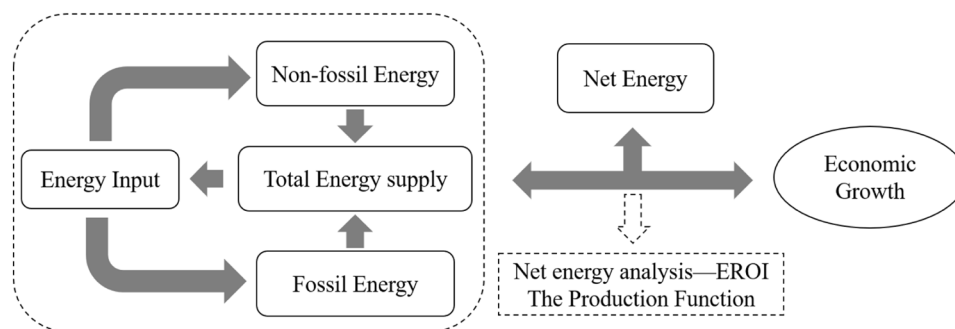 Non-fossil Energy
Net Energy
Energy Input
Total Energy supply
Economic
Growth
Fossil Energy
Net energy analysis—EROI
The Production Function